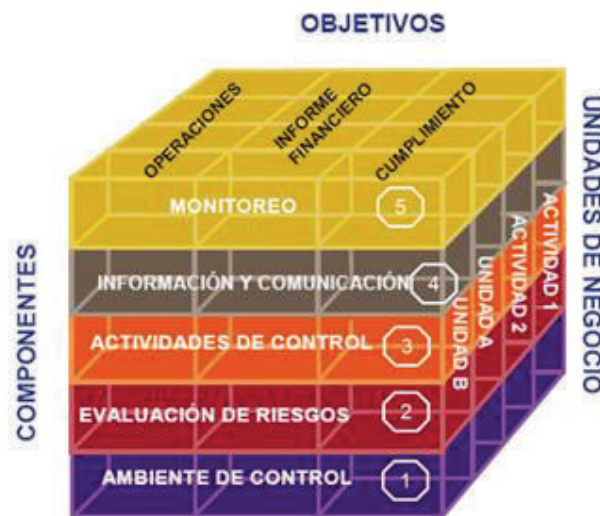 OBJETIVOS
OPERACIONES
INFORME
FINANCIERO
CUMPLIMIENTO
MONITOREO 5
INFORMACIÓN Y COMUNICACIÓN 4
ACTIVIDADES DE CONTROL 3
EVALUACIÓN DE RIESGOS 2
AMBIENTE DE CONTROL 1
COMPONENTES
UNIDAD B
UNIDAD A
ACTIVIDAD 2
ACTIVIDAD 1
UNIDADES DE NEGOCIO